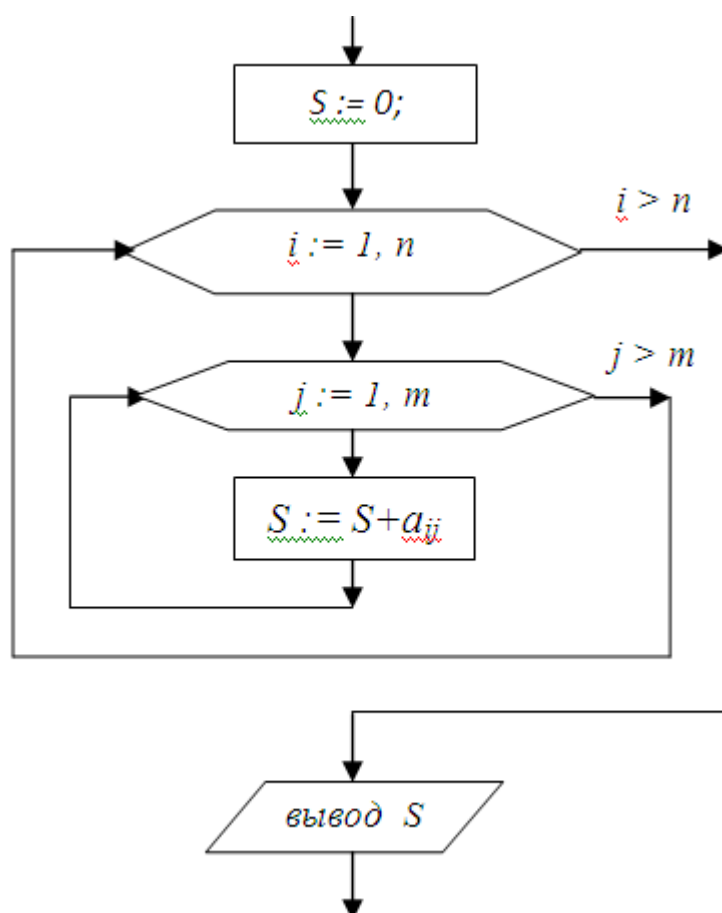 S := 0;
i > n
i := 1, n
j > m
j := 1, m
S := S+aij
вывод S